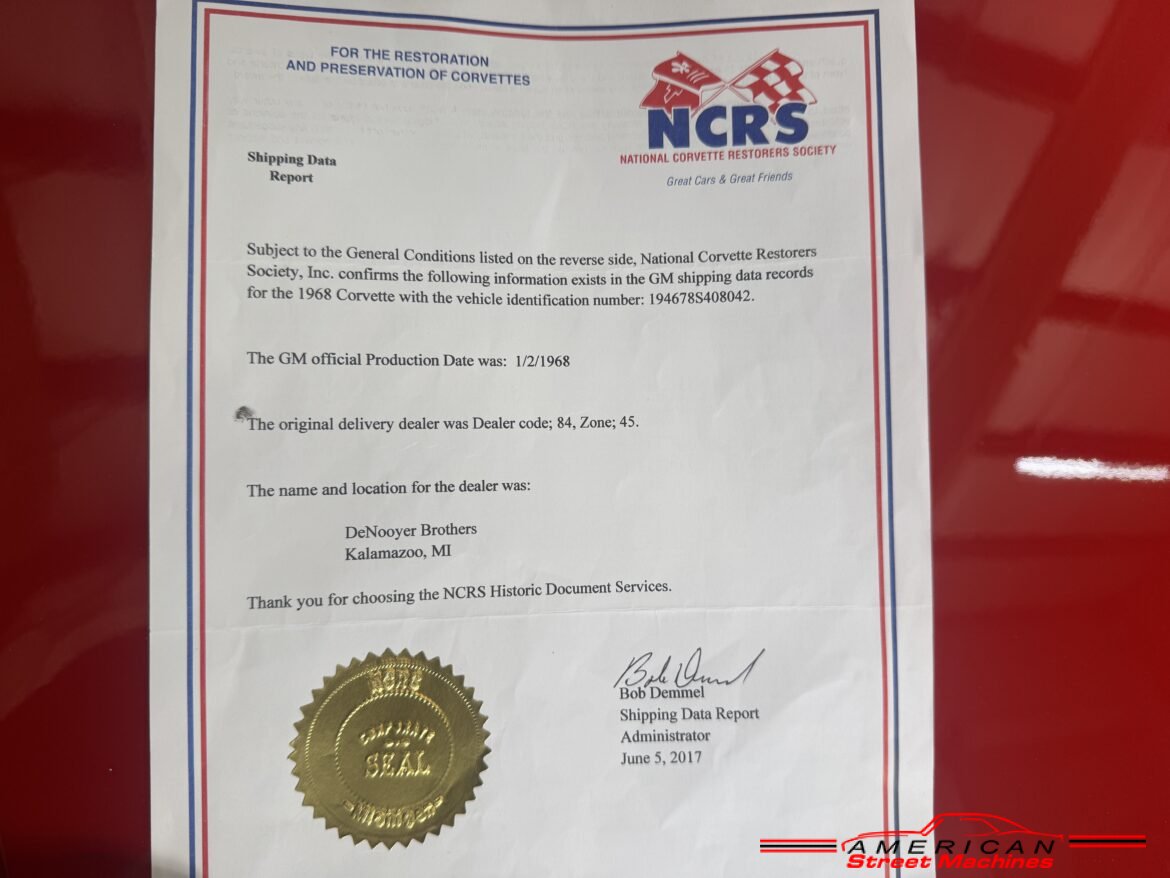 FOR THE RESTORATION
AND PRESERVATION OF CORVETTES
NCRS
NATIONAL CORVETTE RESTORERS SOCIETY
Great Cars & Great Friends
Shipping Data
Report
Subject to the General Conditions listed on the reverse side, National Corvette Restorers
Society, Inc. confirms the following information exists in the GM shipping data records
for the 1968 Corvette with the vehicle identification number: 194678S408042.
The GM official Production Date was: 1/2/1968
The original delivery dealer was Dealer code; 84, Zone; 45.
The name and location for the dealer was:
DeNooyer Brothers
Kalamazoo, MI
Thank you for choosing the NCRS Historic Document Services.
NCRS
CORPORATE
SEAL
Michigan
Bob Demmel
Bob Demmel
Shipping Data Report
Administrator
June 5, 2017
AMERICAN
Street Machines